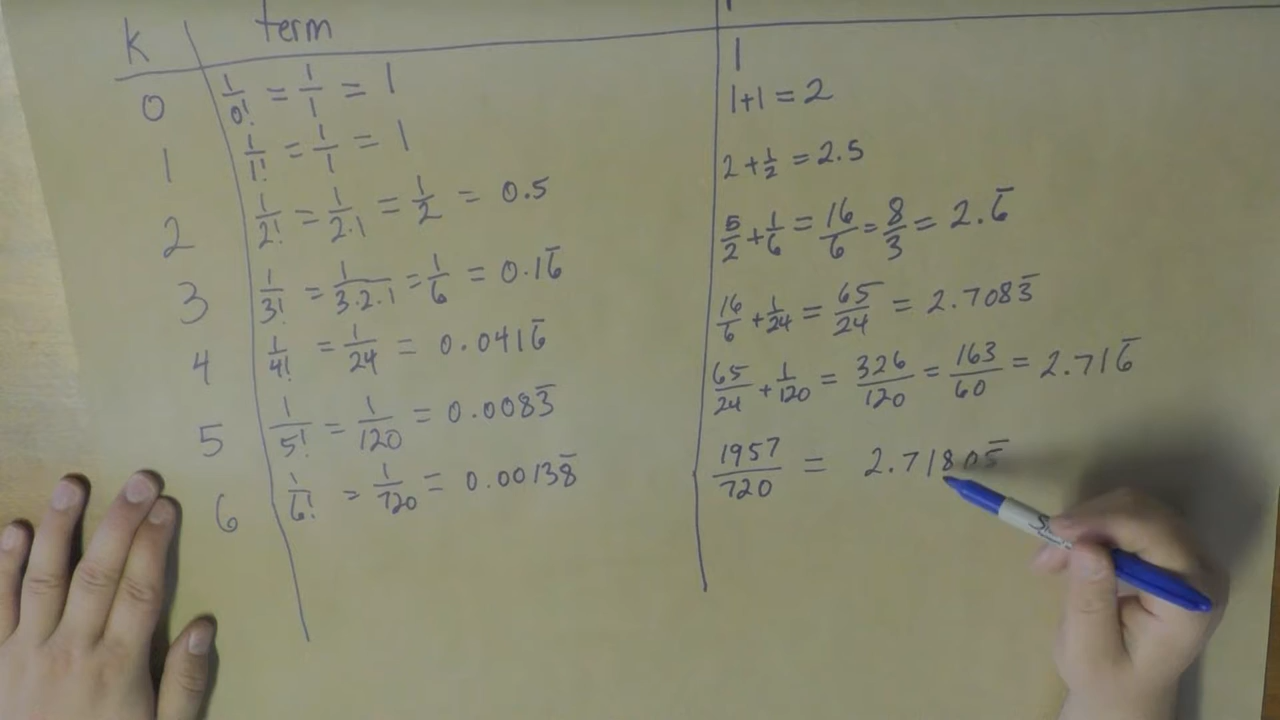 K term
0 1/0! = 1/1 = 1 1
1 1/1! = 1/1 = 1 1+1 = 2
2 1/2! = 1/2·1 = 1/2 = 0.5 2 + 1/2 = 2.5
3 1/3! = 1/3·2·1 = 1/6 = 0.16̅ 5/2 + 1/6 = 16/6 = 8/3 = 2.6̅
4 1/4! = 1/24 = 0.0416̅ 16/6 + 1/24 = 65/24 = 2.7083̅
5 1/5! = 1/120 = 0.0083̅ 65/24 + 1/120 = 326/120 = 163/60 = 2.716̅
6 1/6! = 1/720 = 0.00138̅ 1957/720 = 2.71805̅